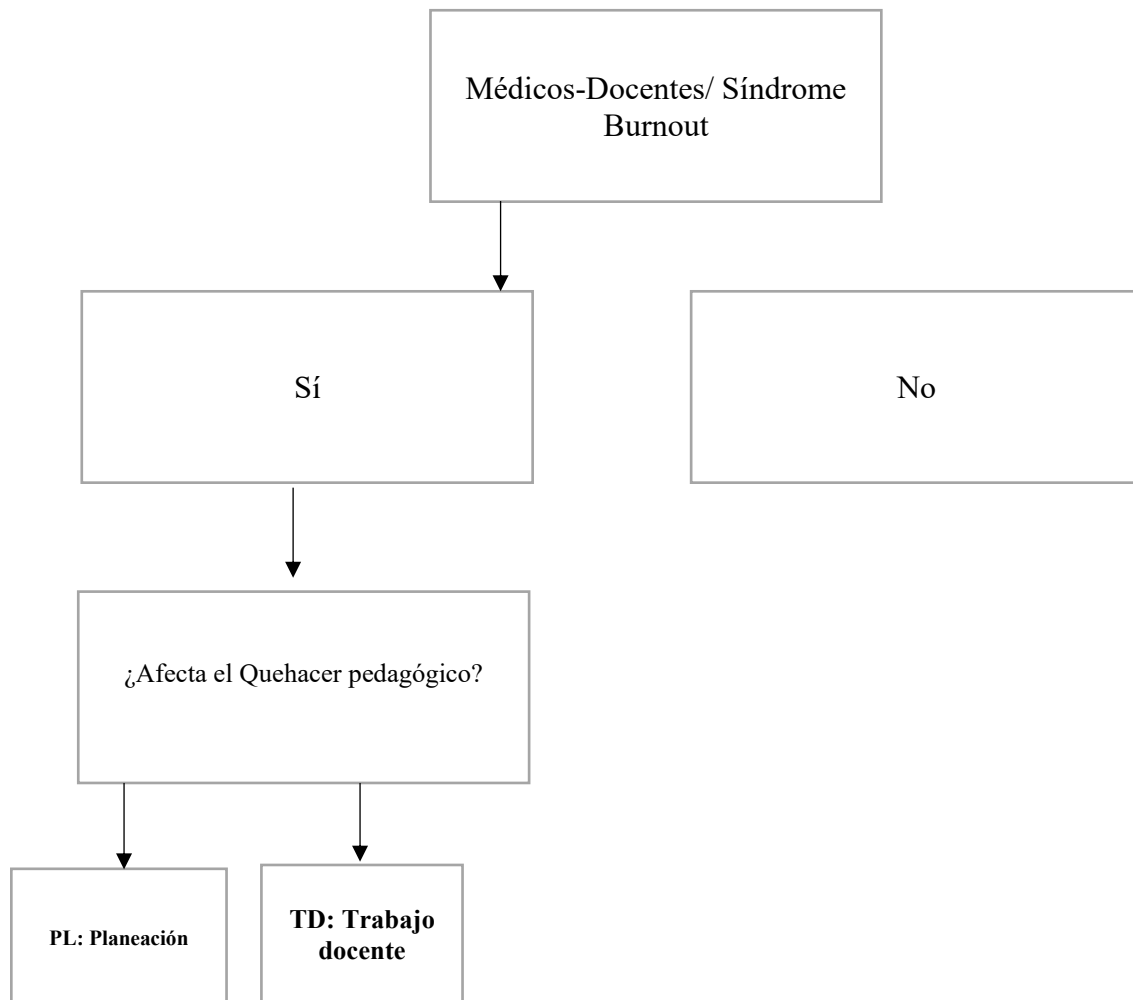 Médicos-Docentes/ Síndrome
Burnout
Sí
No
¿Afecta el Quehacer pedagógico?
PL: Planeación
TD: Trabajo
docente